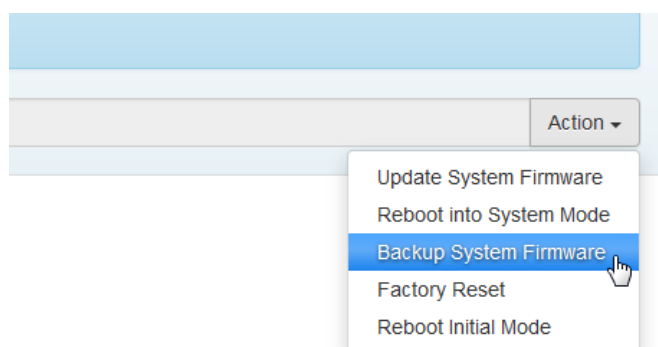 Action
Update System Firmware
Reboot into System Mode
Backup System Firmware
Factory Reset
Reboot Initial Mode